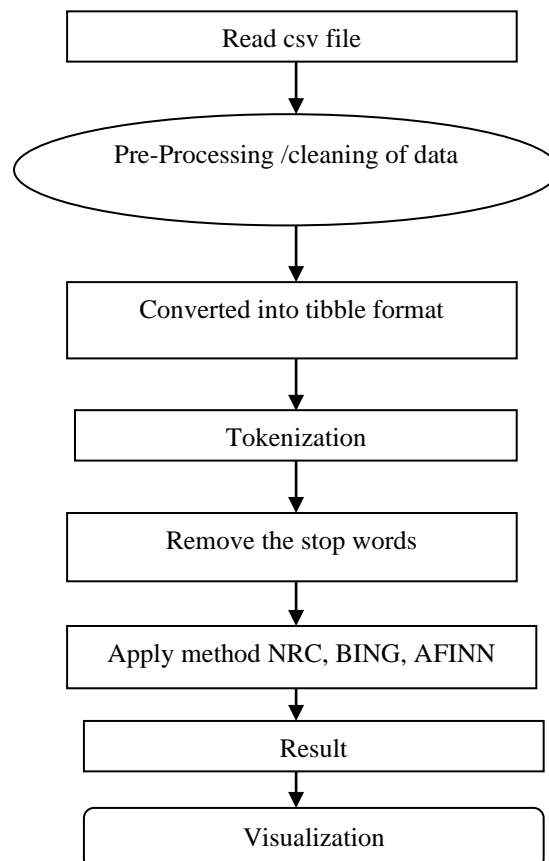 Read csv file
Pre-Processing /cleaning of data
Converted into tibble format
Tokenization
Remove the stop words
Apply method NRC, BING, AFINN
Result
Visualization